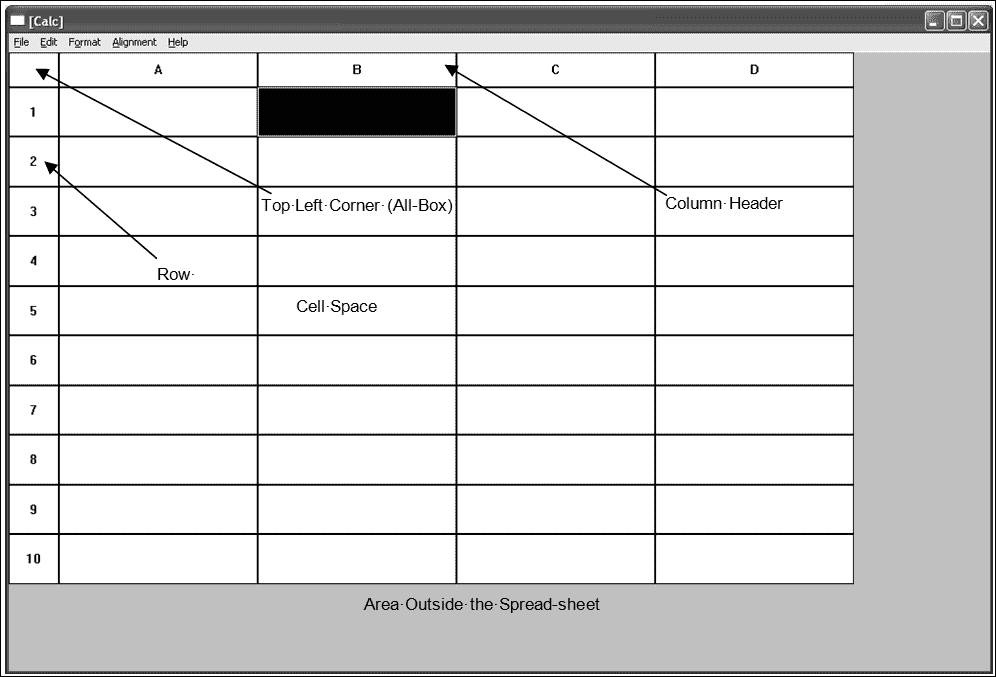 [Calc]
File Edit Format Alignment Help
A B C D
1
2
Top·Left·Corner·(All-Box)
Column·Header
3
4
Row·
Cell·Space
5
6
7
8
9
10
Area·Outside·the·Spread-sheet